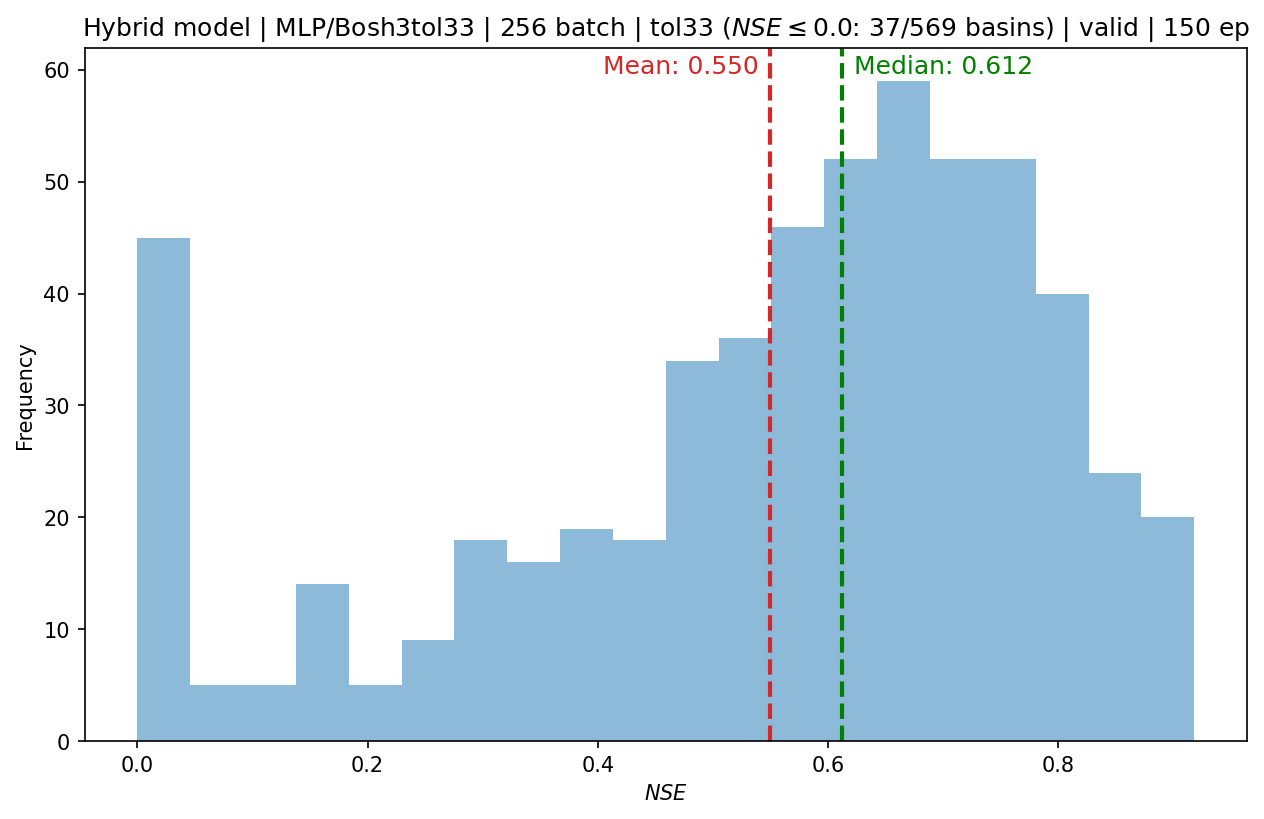 Hybrid model | MLP/Bosh3tol33 | 256 batch | tol33 (NSE ≤ 0.0: 37/569 basins) | valid | 150 ep
Mean: 0.550
Median: 0.612
60
50
40
30
20
10
0
Frequency
0.0
0.2
0.4
0.6
0.8
NSE